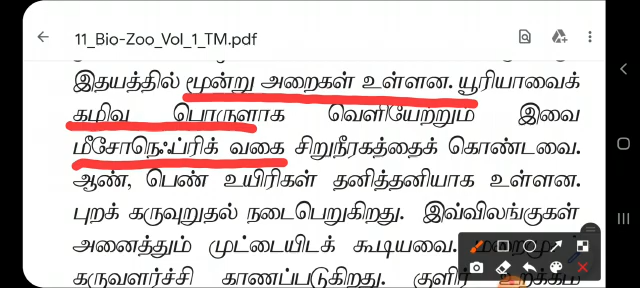 11_Bio-Zoo_Vol_1_TM.pdf
இதயத்தில் மூன்று அறைகள் உள்ளன. யூரியாவைக்
கழிவு பொருளாக வெளியேற்றும் இவை
மீசோநெஃப்ரிக் வகை சிறுநீரகத்தைக் கொண்டவை.
ஆண், பெண் உயிரிகள் தனித்தனியாக உள்ளன.
புறக் கருவுறுதல் நடைபெறுகிறது. இவ்விலங்குகள்
அனைத்தும் முட்டையிடக் கூடியவை.
கருவளர்ச்சி காணப்படுகிறது. குளிர்